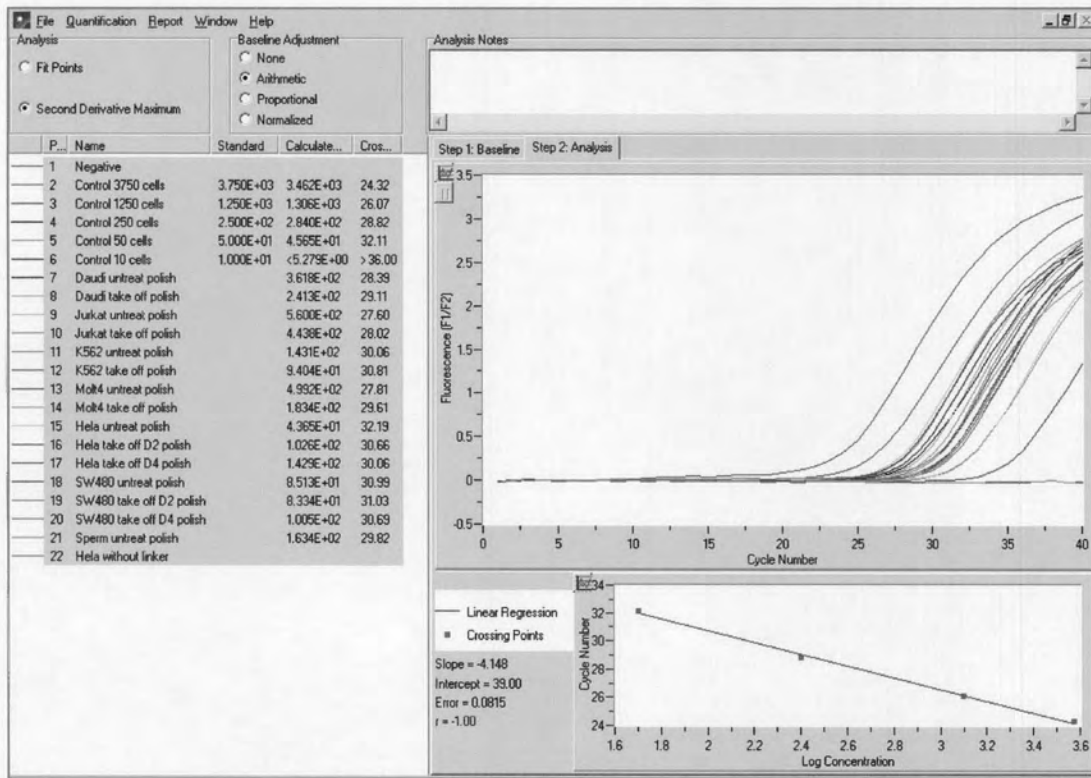 File Quantification Report Window Help
Analysis
Fit Points
Second Derivative Maximum
Baseline Adjustment
None
Arithmetic
Proportional
Normalized
Analysis Notes
P... Name Standard Calculate... Cros...
1 Negative
2 Control 3750 cells 3.750E+03 3.462E+03 24.32
3 Control 1250 cells 1.250E+03 1.306E+03 26.07
4 Control 250 cells 2.500E+02 2.840E+02 28.82
5 Control 50 cells 5.000E+01 4.565E+01 32.11
6 Control 10 cells 1.000E+01 <5.279E+00 >36.00
7 Daudi untreat polish 3.618E+02 28.39
8 Daudi take off polish 2.413E+02 29.11
9 Jurkat untreat polish 5.600E+02 27.60
10 Jurkat take off polish 4.438E+02 28.02
11 K562 untreat polish 1.431E+02 30.06
12 K562 take off polish 9.404E+01 30.81
13 Molt4 untreat polish 4.992E+02 27.81
14 Molt4 take off polish 1.834E+02 29.61
15 Hela untreat polish 4.365E+01 32.19
16 Hela take off D2 polish 1.026E+02 30.66
17 Hela take off D4 polish 1.429E+02 30.06
18 SW480 untreat polish 8.513E+01 30.99
19 SW480 take off D2 polish 8.334E+01 31.03
20 SW480 take off D4 polish 1.005E+02 30.69
21 Sperm untreat polish 1.634E+02 29.82
22 Hela without linker
Step 1: Baseline Step 2: Analysis
Fluorescence (F1/F2)
3.5
3
2.5
2
1.5
1
0.5
0
-0.5
0 5 10 15 20 25 30 35 40
Cycle Number
Linear Regression
Crossing Points
Slope = -4.148
Intercept = 39.00
Error = 0.0815
r = -1.00
Cycle Number
34
32
30
28
26
24
1.6 1.8 2 2.2 2.4 2.6 2.8 3 3.2 3.4 3.6
Log Concentration